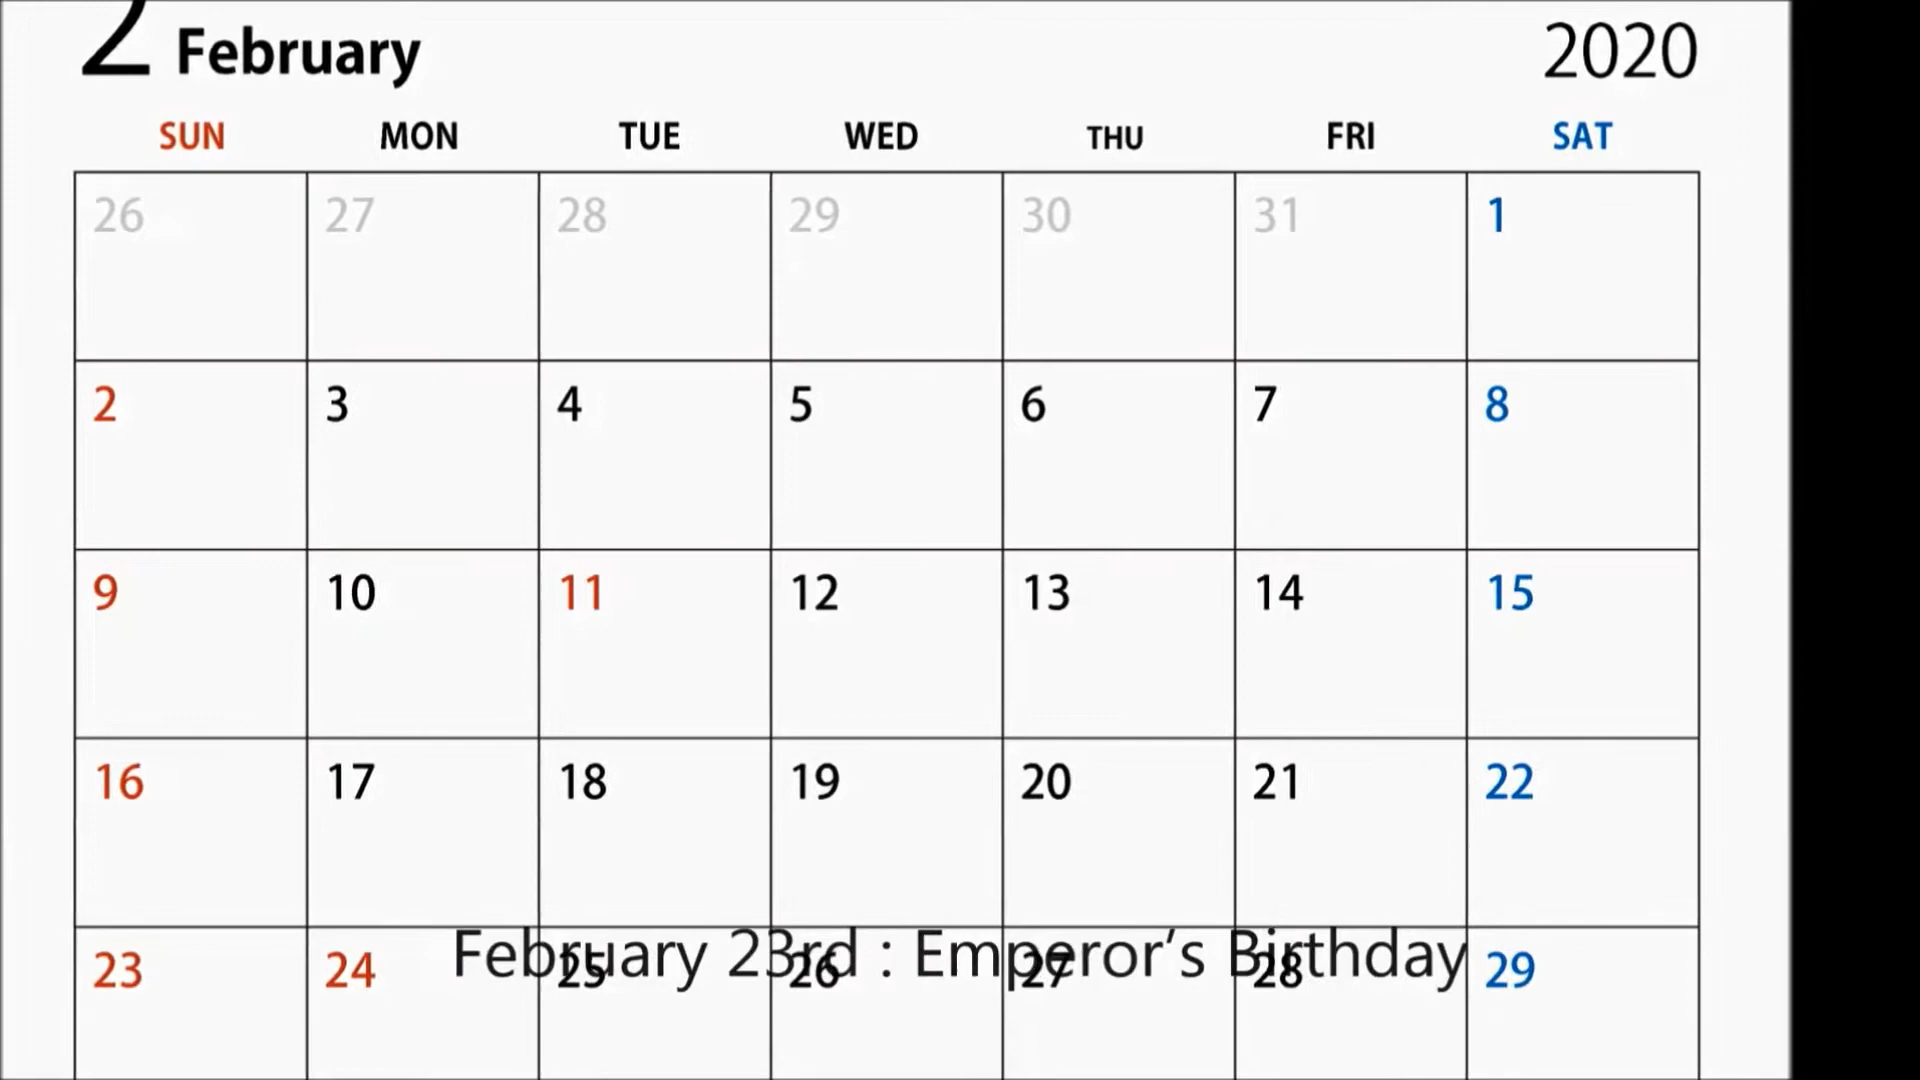 2 February 2020
SUN MON TUE WED THU FRI SAT
26 27 28 29 30 31 1
2 3 4 5 6 7 8
9 10 11 12 13 14 15
16 17 18 19 20 21 22
23 24 25 26 27 28 29
February 23rd : Emperor's Birthday